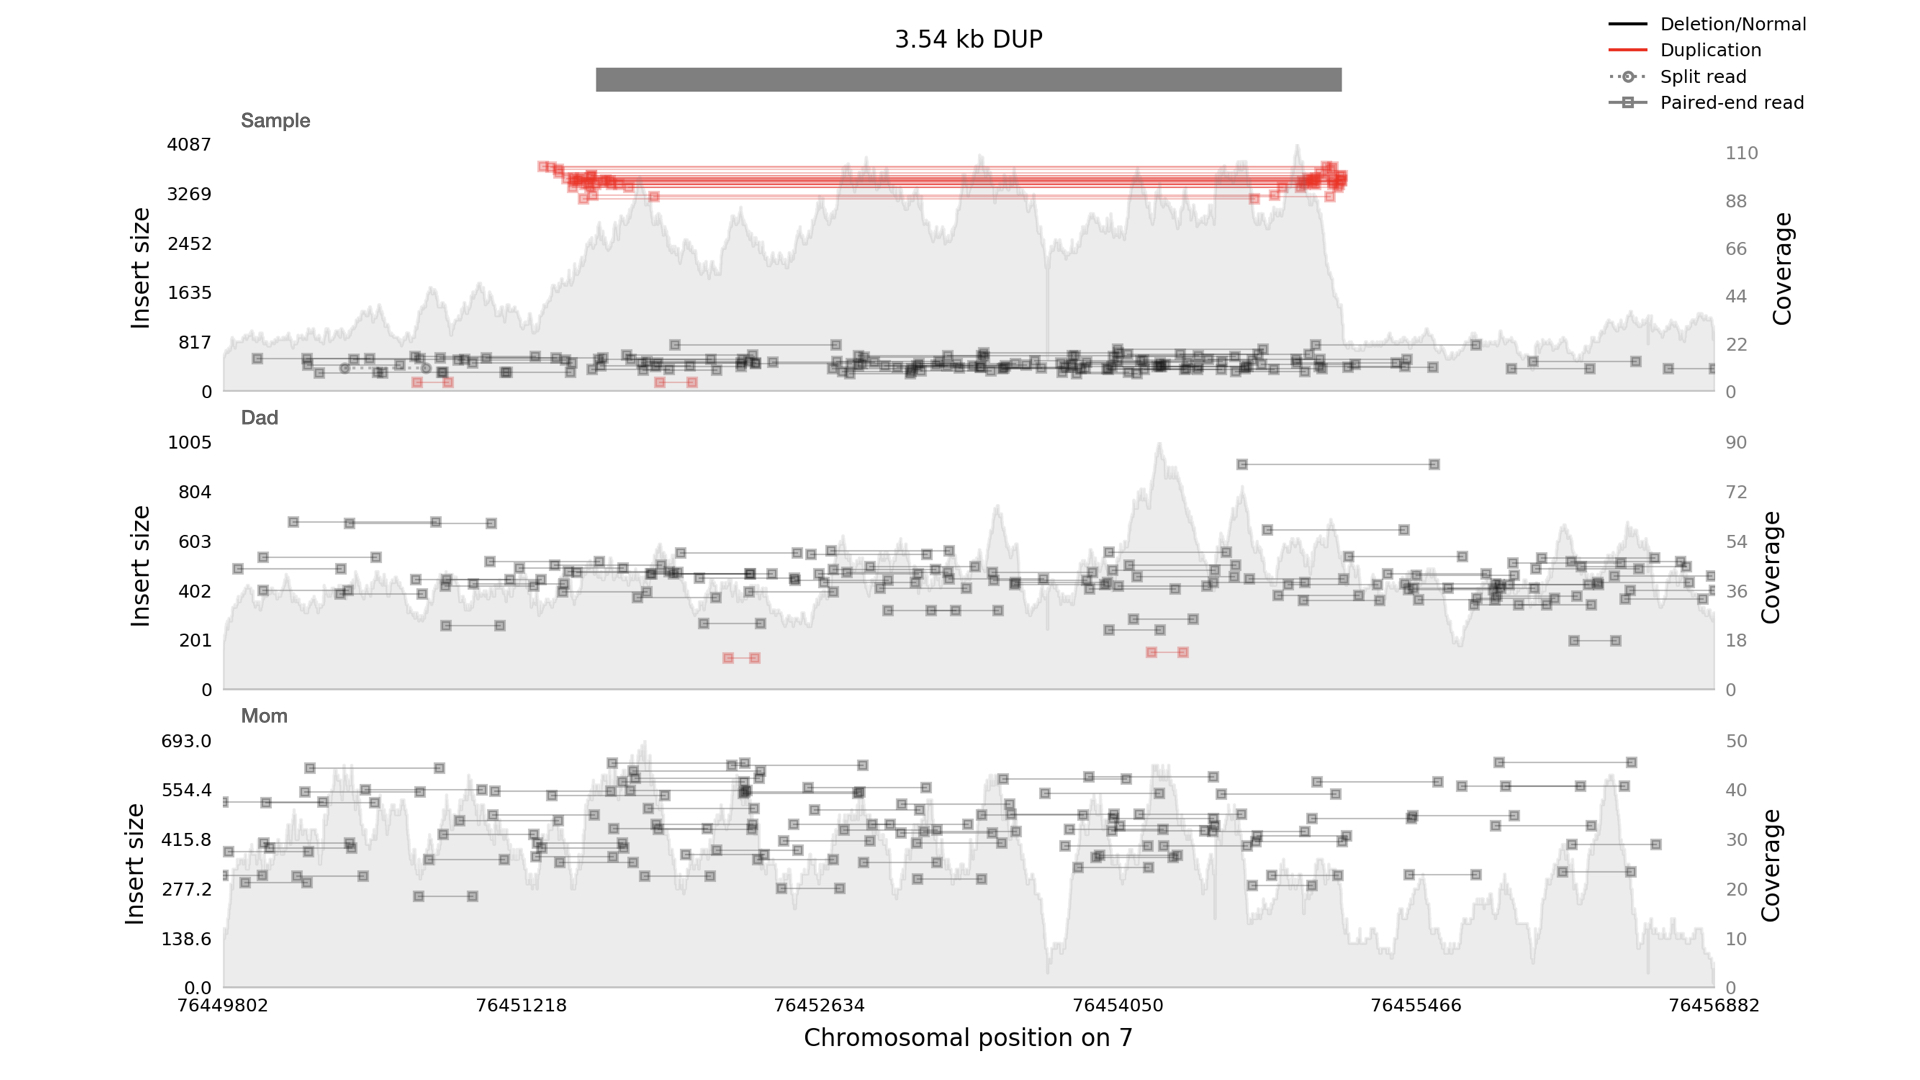 3.54 kb DUP
Deletion/Normal
Duplication
Split read
Paired-end read
Sample
4087
3269
2452
1635
817
0
Insert size
110
88
66
44
22
0
Coverage
Dad
1005
804
603
402
201
0
Insert size
90
72
54
36
18
0
Coverage
Mom
693.0
554.4
415.8
277.2
138.6
0.0
Insert size
50
40
30
20
10
0
Coverage
76449802 76451218 76452634 76454050 76455466 76456882
Chromosomal position on 7